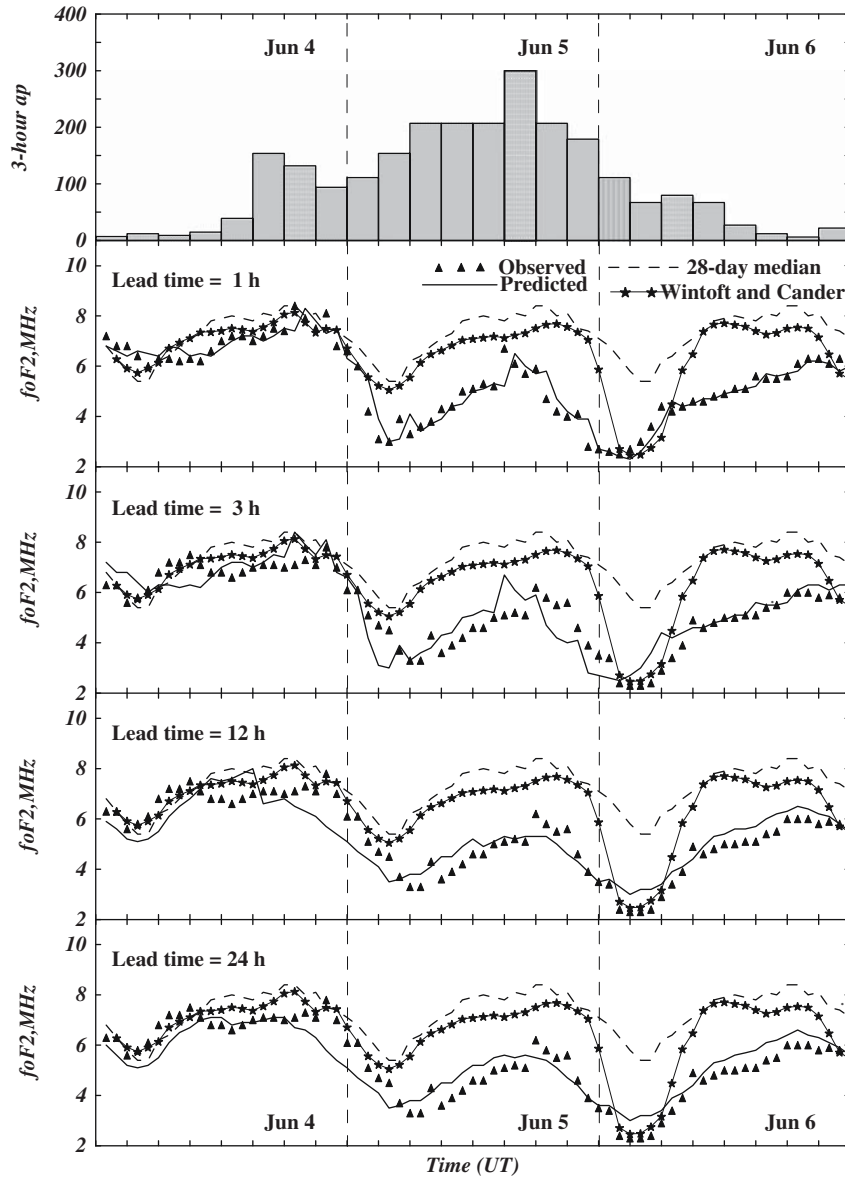 400
300
200
100
0
3-hour ap
Jun 4
Jun 5
Jun 6
10
8
6
4
2
foF2,MHz
Lead time = 1 h
Observed
Predicted
28-day median
Wintoft and Cander
10
8
6
4
2
foF2,MHz
Lead time = 3 h
10
8
6
4
2
foF2,MHz
Lead time = 12 h
10
8
6
4
2
foF2,MHz
Lead time = 24 h
Jun 4
Jun 5
Jun 6
Time (UT)